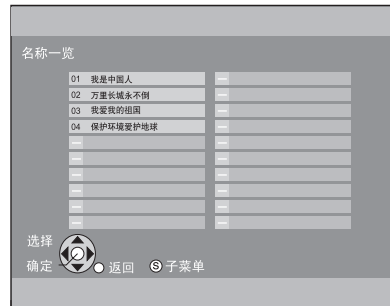 名称一览
01 我是中国人
02 万里长城永不倒
03 我爱我的祖国
04 保护环境爱护地球
选择
确定 返回 S 子菜单